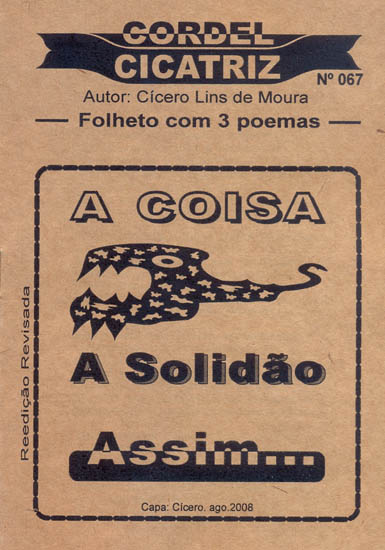 CORDEL
CICATRIZ
Nº 067
Autor: Cícero Lins de Moura
Folheto com 3 poemas
A COISA
A Solidão
Assim...
Reedição Revisada
Capa: Cícero. ago.2008